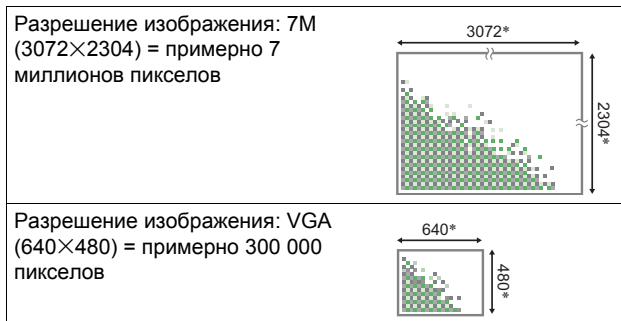 Разрешение изображения: 7M
(3072×2304) = примерно 7
миллионов пикселов
3072*
2304*
Разрешение изображения: VGA
(640×480) = примерно 300 000
пикселов
640*
480*